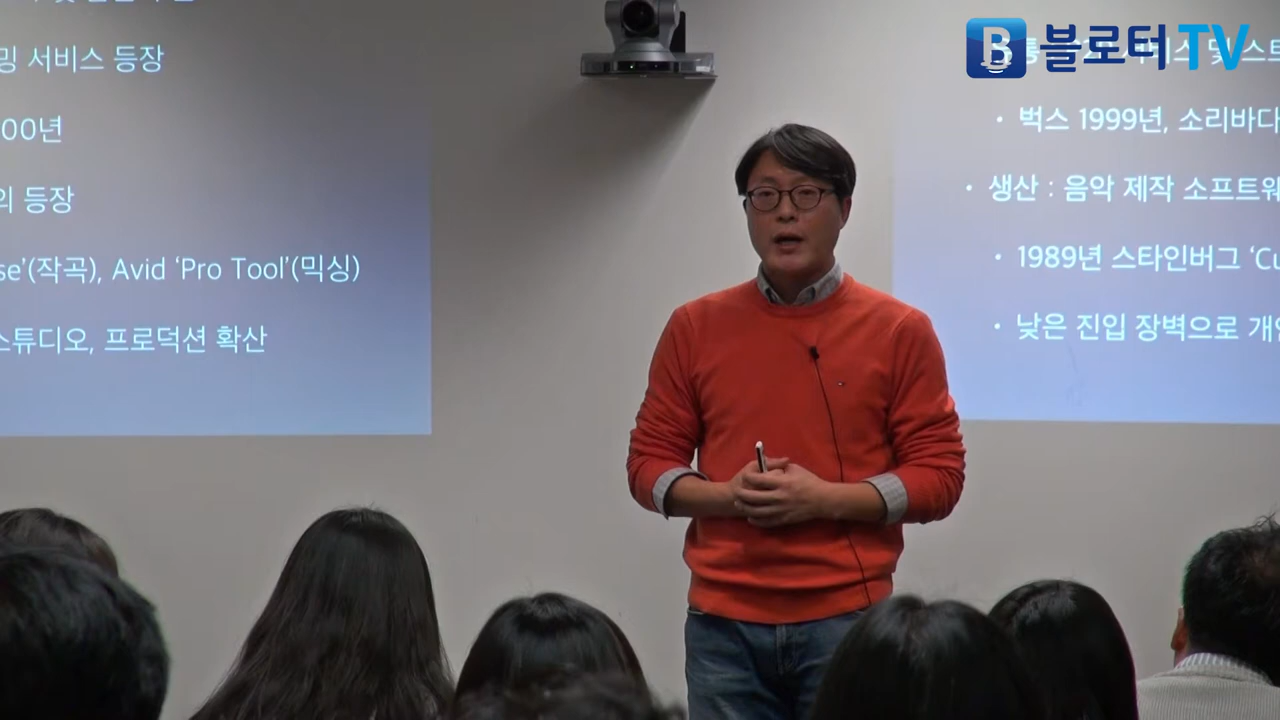 밍 서비스 등장
00년
의 등장
se'(작곡), Avid 'Pro Tool'(믹싱)
스튜디오, 프로덕션 확산
B 블로터 TV
• 벅스 1999년, 소리바다
• 생산 : 음악 제작 소프트웨
• 1989년 스타인버그 'Cu
• 낮은 진입 장벽으로 개인